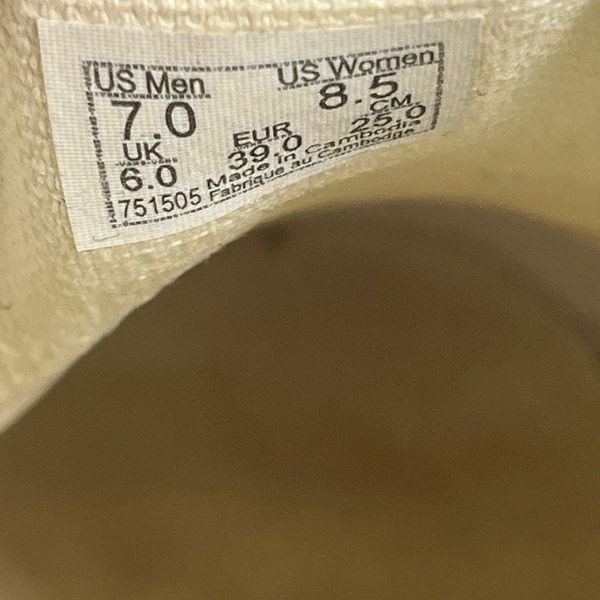 US Men US Women
7.0 8.5
UK EUR CM
6.0 39.0 25.0
751505 Made in Cambodia
Fabrique au Cambodge